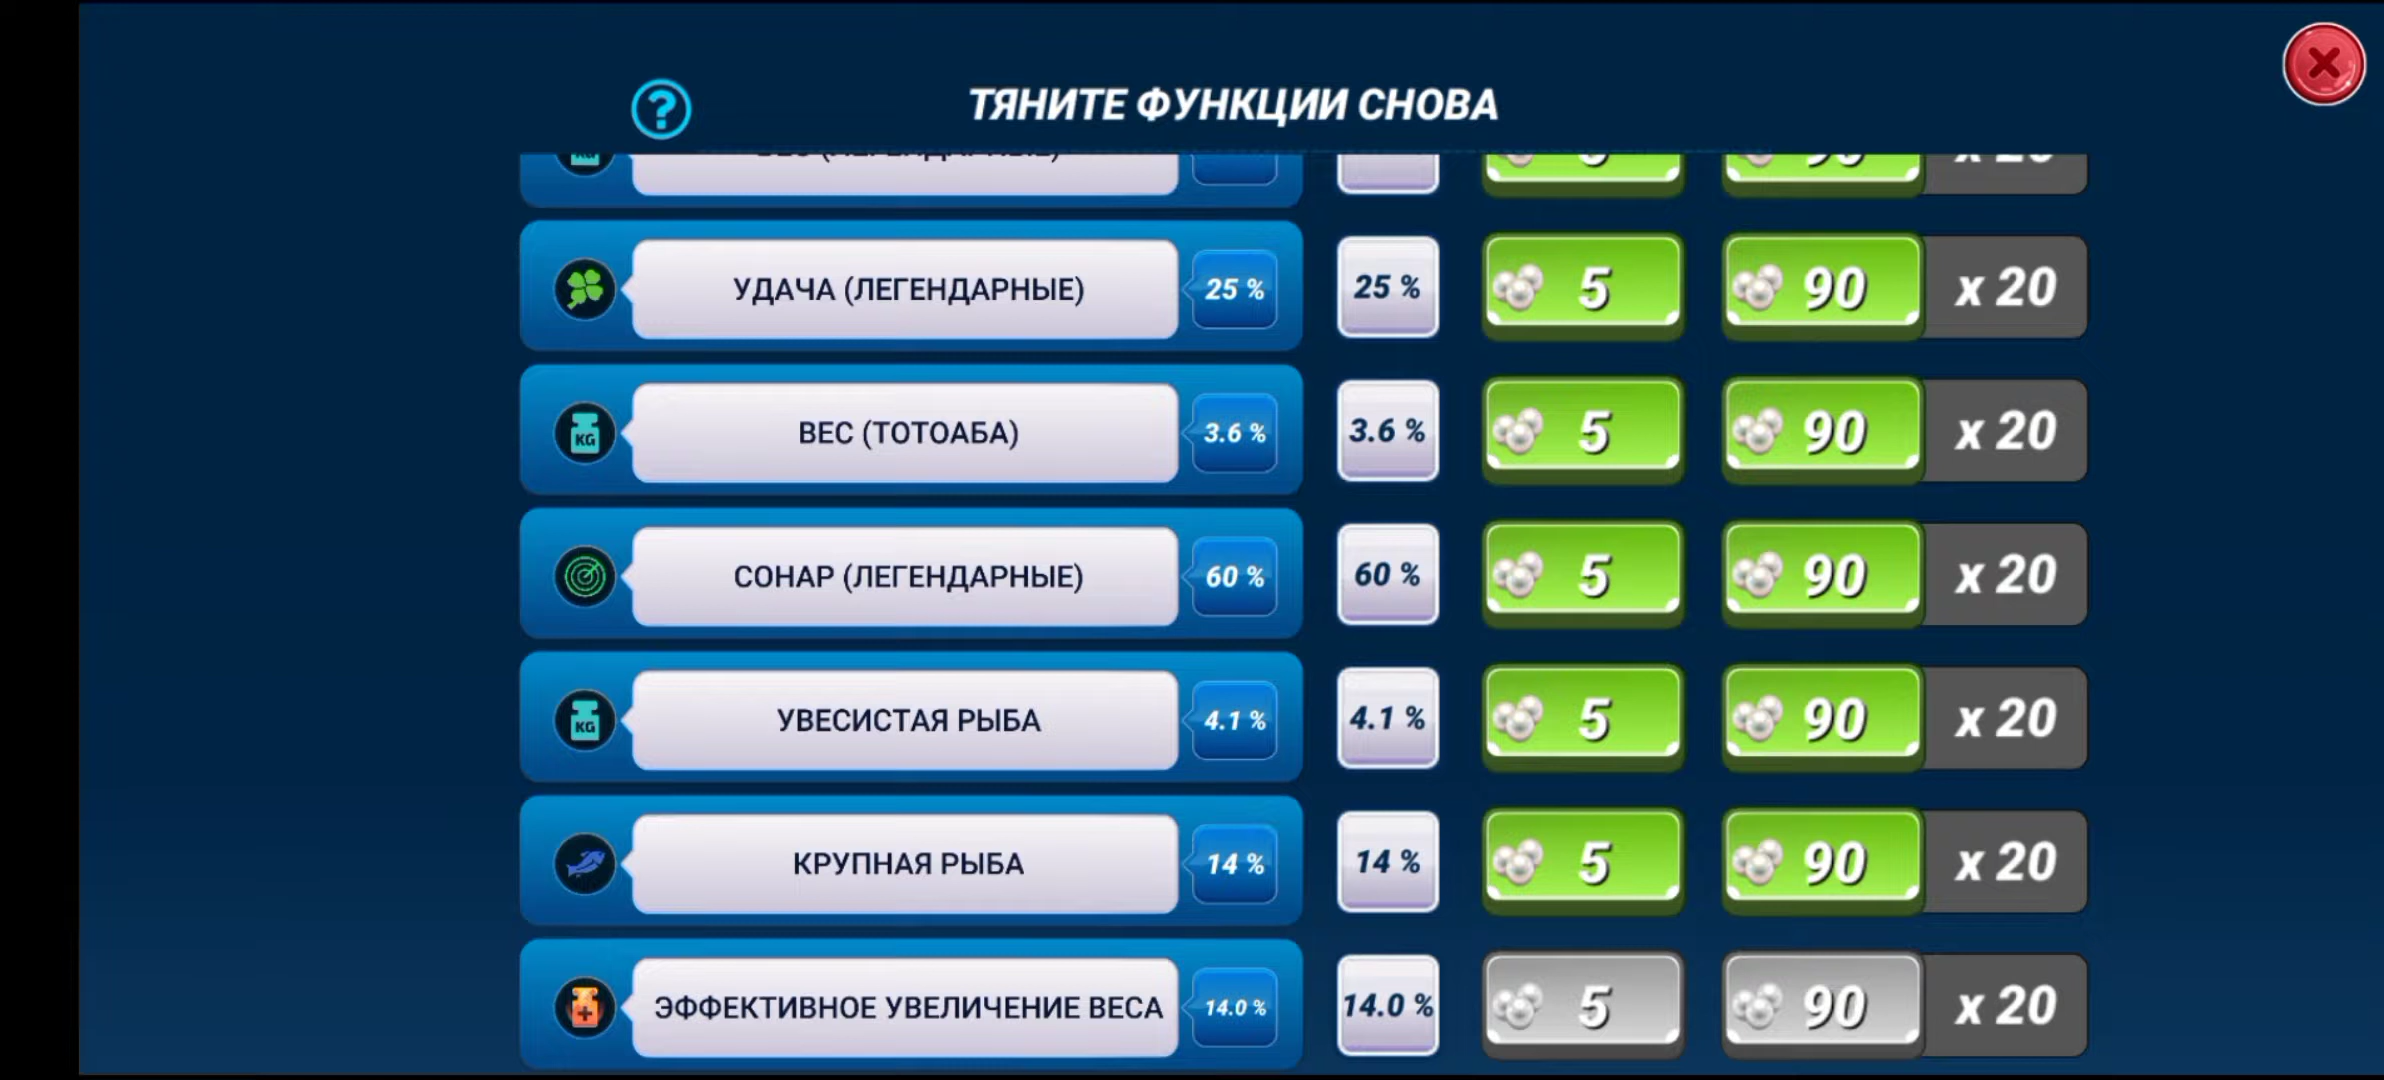 ТЯНИТЕ ФУНКЦИИ СНОВА
УДАЧА (ЛЕГЕНДАРНЫЕ) 25 % 25 % 5 90 x 20
KG ВЕС (ТОТОАБА) 3.6 % 3.6 % 5 90 x 20
СОНАР (ЛЕГЕНДАРНЫЕ) 60 % 60 % 5 90 x 20
KG УВЕСИСТАЯ РЫБА 4.1 % 4.1 % 5 90 x 20
КРУПНАЯ РЫБА 14 % 14 % 5 90 x 20
ЭФФЕКТИВНОЕ УВЕЛИЧЕНИЕ ВЕСА 14.0 % 14.0 % 5 90 x 20